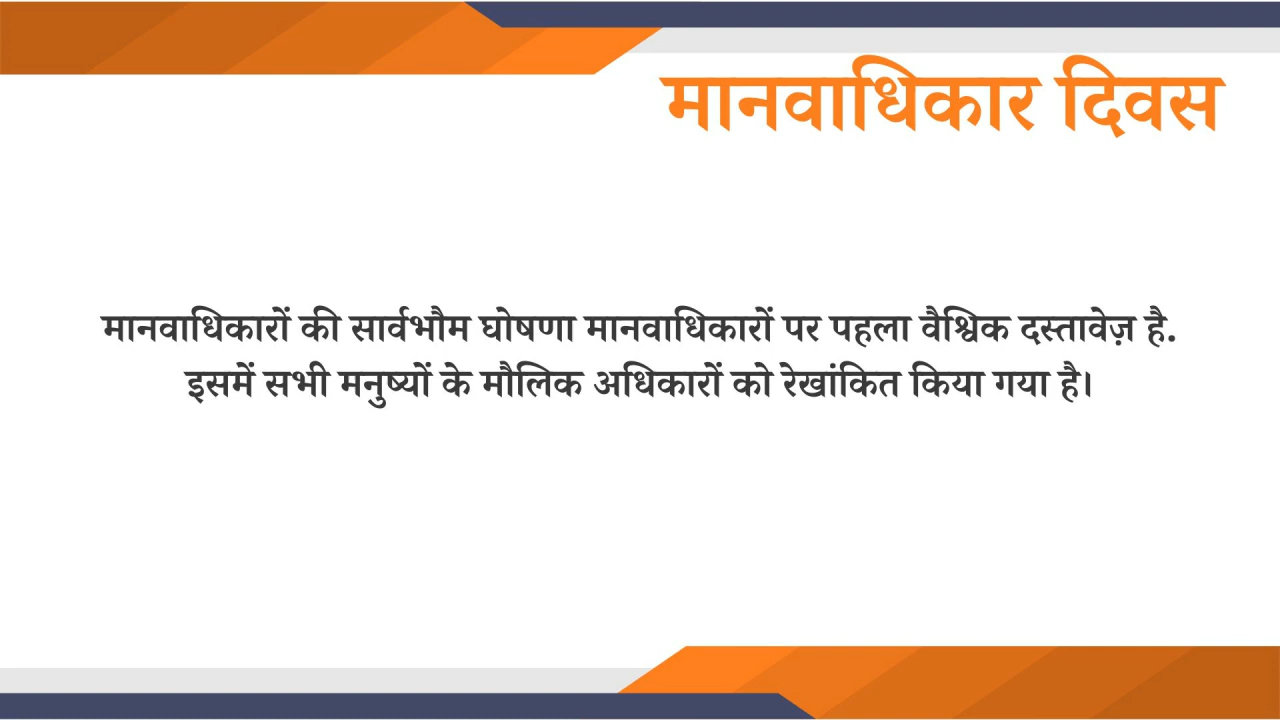 मानवाधिकार दिवस
मानवाधिकारों की सार्वभौम घोषणा मानवाधिकारों पर पहला वैश्विक दस्तावेज़ है.
इसमें सभी मनुष्यों के मौलिक अधिकारों को रेखांकित किया गया है।